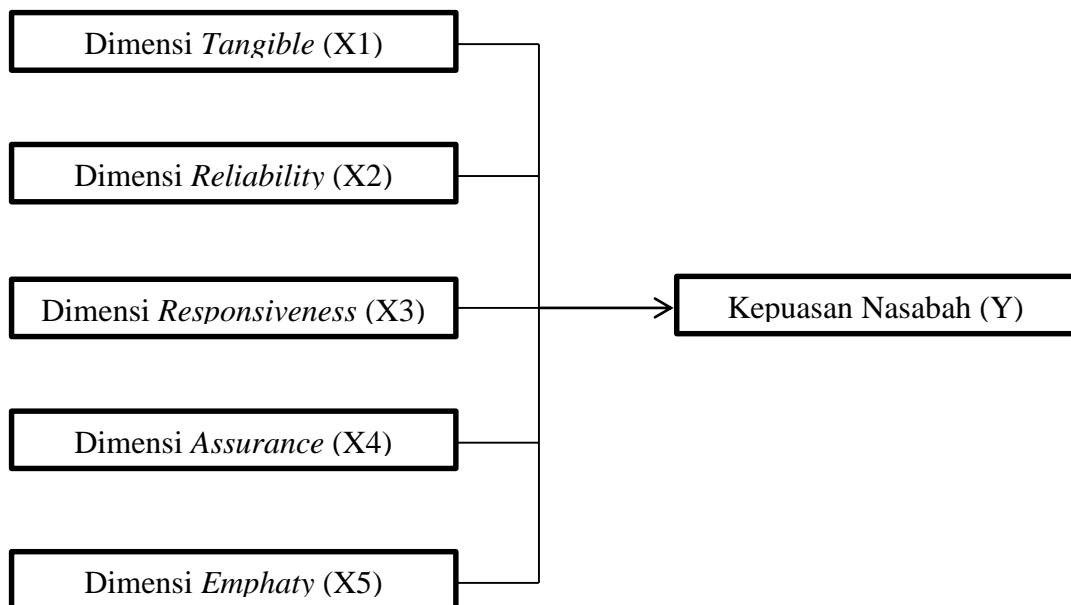 Dimensi Tangible (X1)
Dimensi Reliability (X2)
Dimensi Responsiveness (X3)
Kepuasan Nasabah (Y)
Dimensi Assurance (X4)
Dimensi Emphaty (X5)